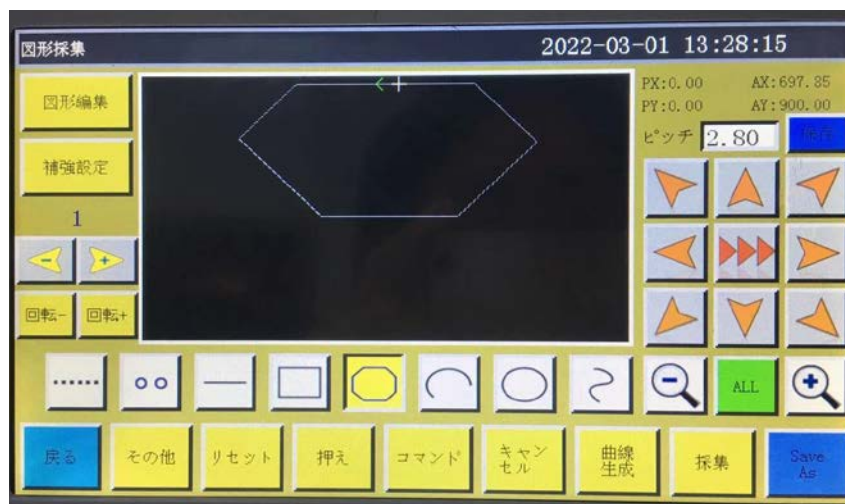 図形採集 2022-03-01 13:28:15
図形編集
PX:0.00 AX:697.85
PY:0.00 AY:900.00
ピッチ 2.80 保存
補強設定
1
- +
回転- 回転+
- ALL +
戻る その他 リセット 押え コマンド キャン
セル 曲線
生成 採集 Save
As